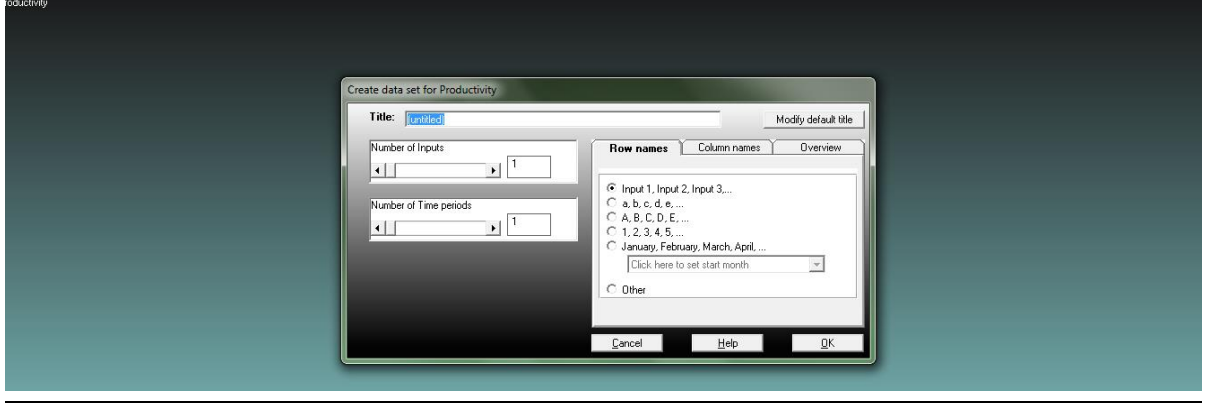 roductivity
Create data set for Productivity
Title: (untitled)
Modify default title
Number of Inputs
1
Number of Time periods
1
Row names
Column names
Overview
Input 1, Input 2, Input 3,...
a, b, c, d, e, ...
A, B, C, D, E, ...
1, 2, 3, 4, 5, ...
January, February, March, April, ...
Click here to set start month
Other
Cancel
Help
OK